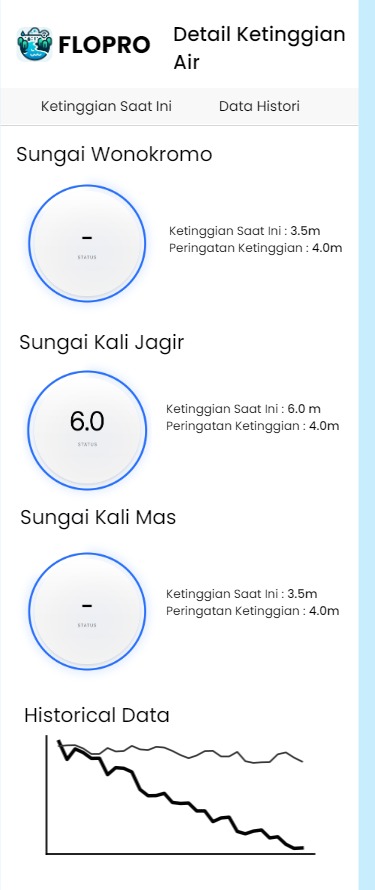 FLOPRO
Detail Ketinggian
Air
Ketinggian Saat Ini
Data Histori
Sungai Wonokromo
-
STATUS
Ketinggian Saat Ini : 3.5m
Peringatan Ketinggian : 4.0m
Sungai Kali Jagir
6.0
STATUS
Ketinggian Saat Ini : 6.0 m
Peringatan Ketinggian : 4.0m
Sungai Kali Mas
-
STATUS
Ketinggian Saat Ini : 3.5m
Peringatan Ketinggian : 4.0m
Historical Data